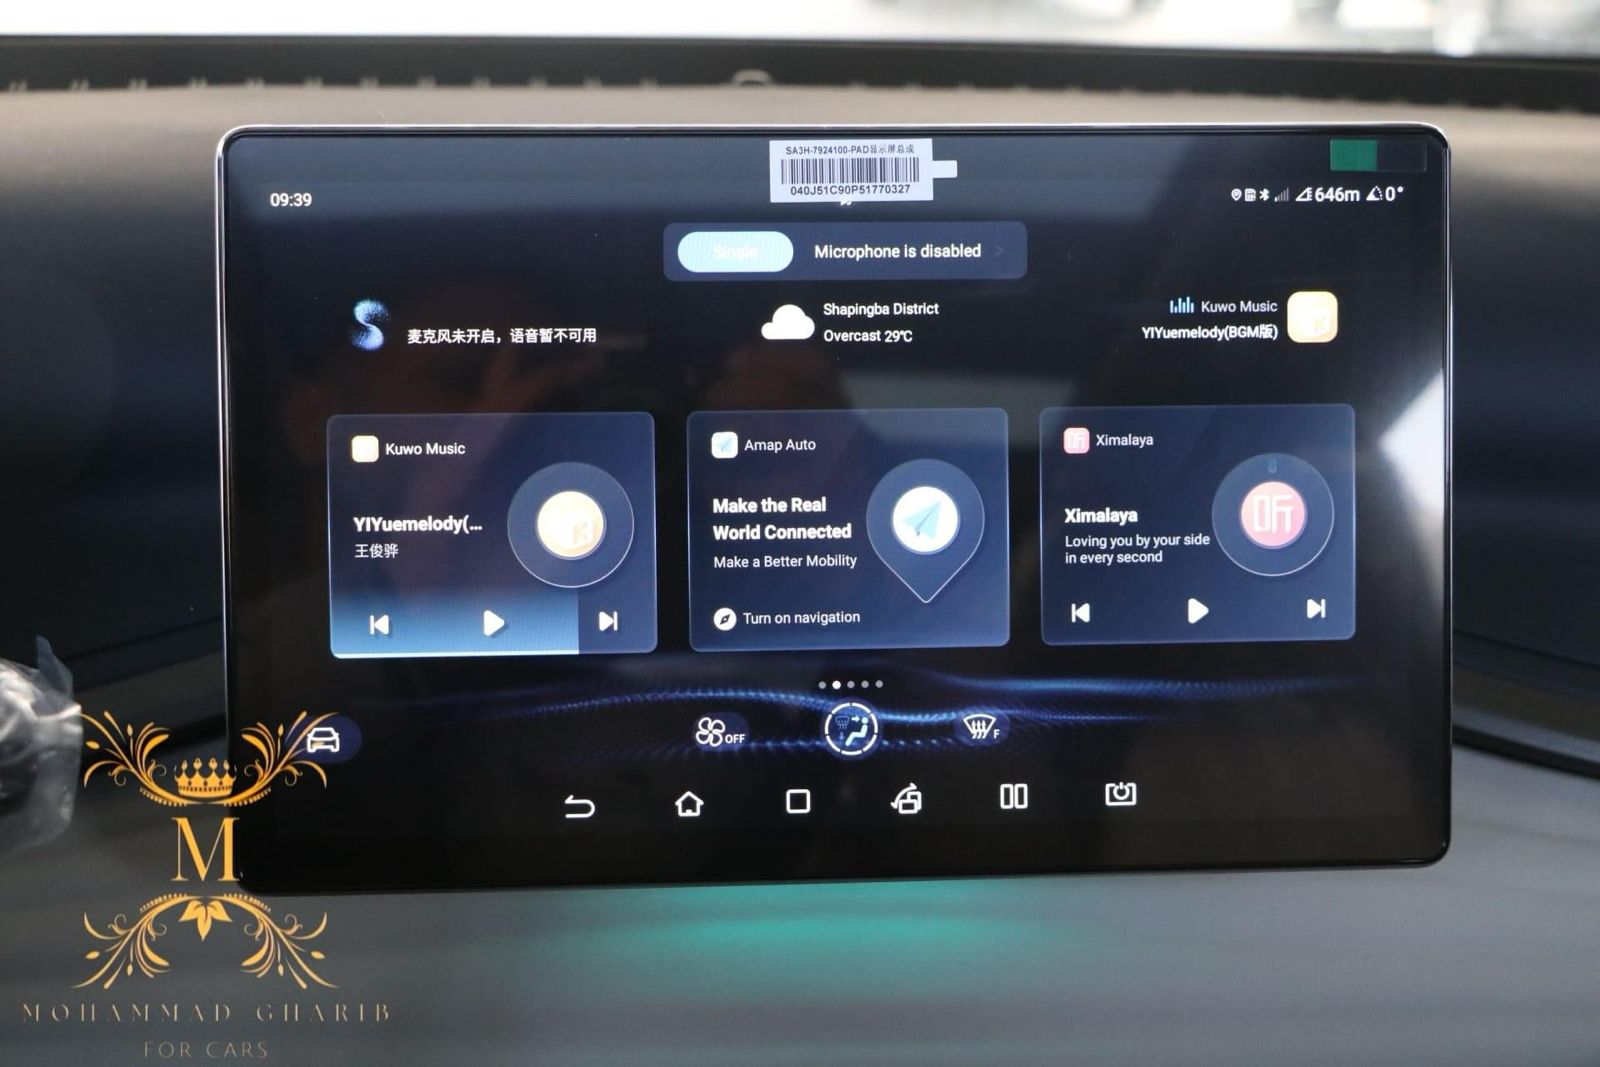 SA3H-7924100-PAD显示屏总成
040J51C90P51770327
09:39
646m
0°
Single
Microphone is disabled
麦克风未开启，语音暂不可用
Shapingba District
Overcast 29℃
Kuwo Music
YIYuemelody(BGM版)
Kuwo Music
YIYuemelody(...
王俊骅
Amap Auto
Make the Real
World Connected
Make a Better Mobility
Turn on navigation
Ximalaya
Ximalaya
Loving you by your side
in every second
听
OFF
F
M
MOHAMMAD GHARIB
FOR CARS